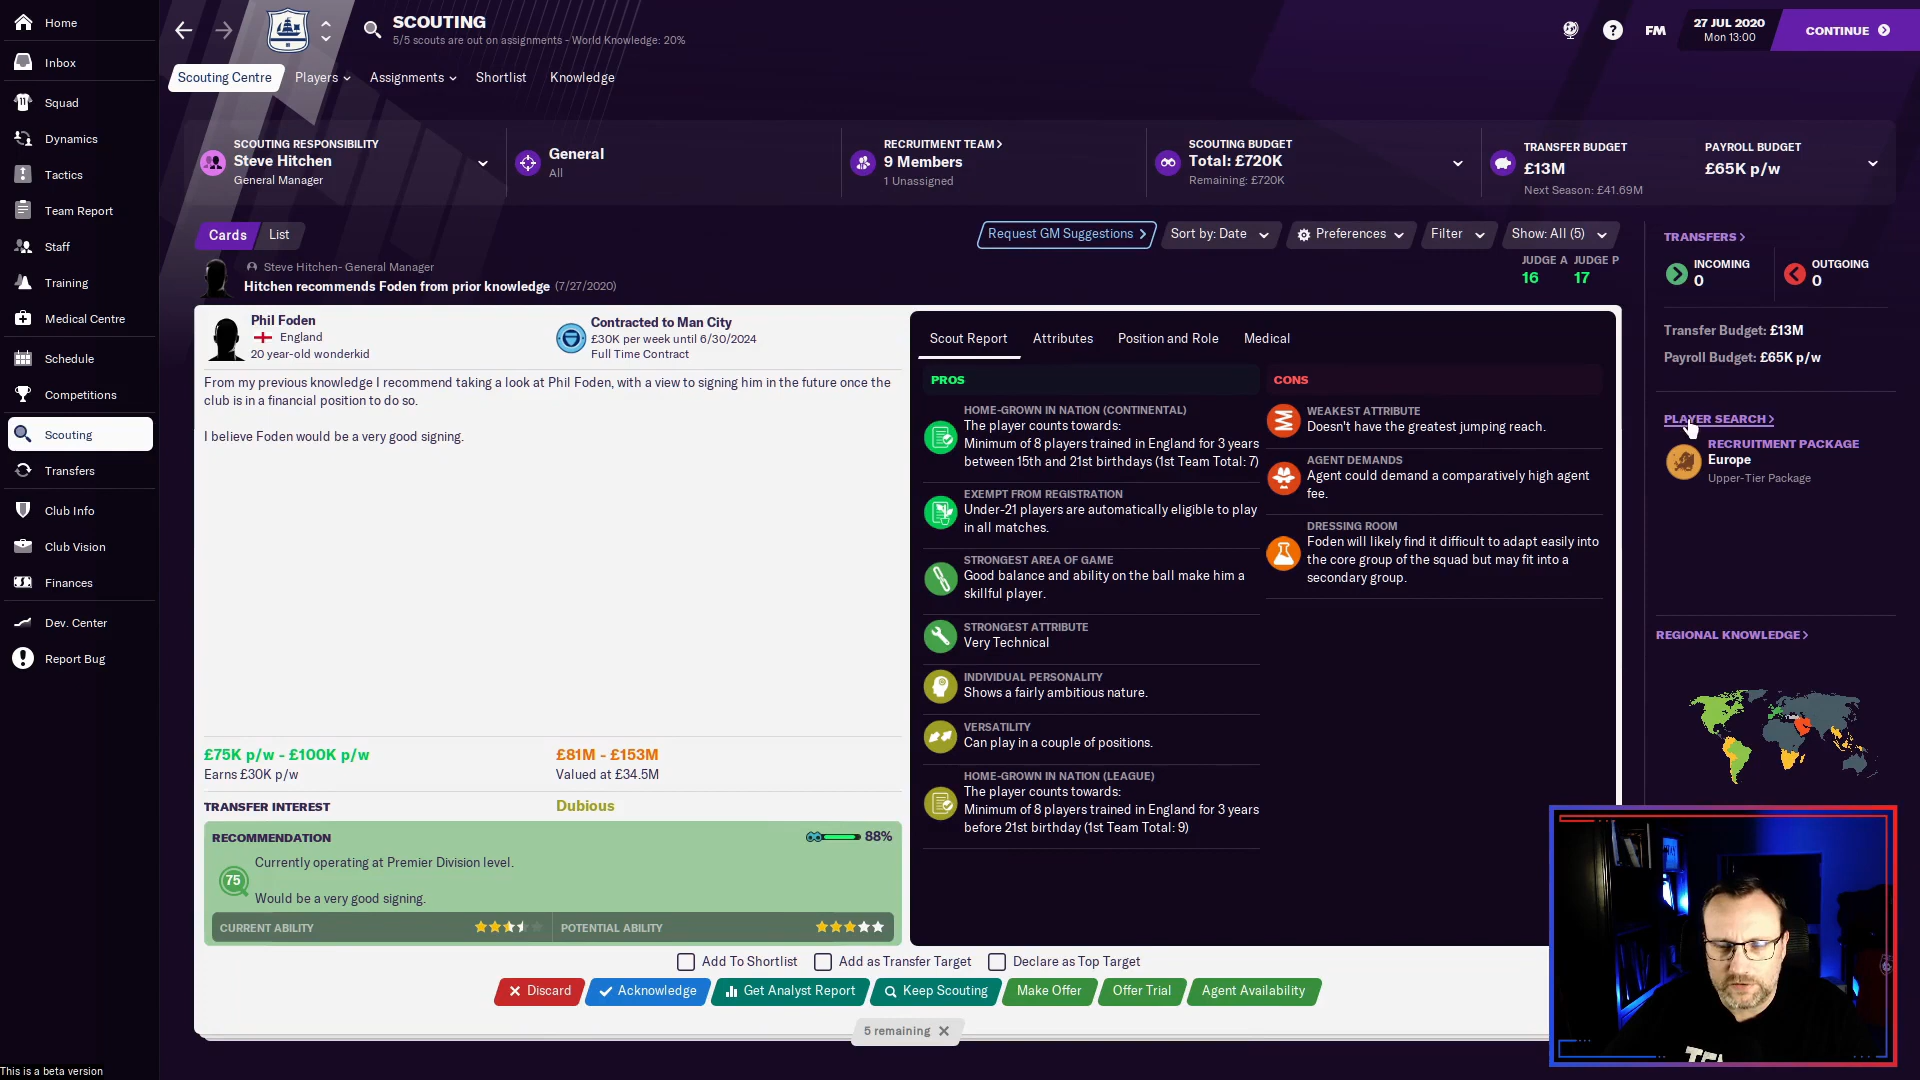 Home
Inbox
Squad
Dynamics
Tactics
Team Report
Staff
Training
Medical Centre
Schedule
Competitions
Scouting
Transfers
Club Info
Club Vision
Finances
Dev. Center
Report Bug
This is a beta version
SCOUTING
5/5 scouts are out on assignments - World Knowledge: 20%
FM
27 JUL 2020
Mon 13:00
CONTINUE
Scouting Centre
Players
Assignments
Shortlist
Knowledge
SCOUTING RESPONSIBILITY
Steve Hitchen
General Manager
General
All
RECRUITMENT TEAM >
9 Members
1 Unassigned
SCOUTING BUDGET
Total: £720K
Remaining: £720K
TRANSFER BUDGET
£13M
Next Season: £41.69M
PAYROLL BUDGET
£65K p/w
Cards
List
Request GM Suggestions >
Sort by: Date
Preferences
Filter
Show: All (5)
Steve Hitchen- General Manager
Hitchen recommends Foden from prior knowledge (7/27/2020)
JUDGE A JUDGE P
16 17
Phil Foden
England
20 year-old wonderkid
Contracted to Man City
£30K per week until 6/30/2024
Full Time Contract
From my previous knowledge I recommend taking a look at Phil Foden, with a view to signing him in the future once the
club is in a financial position to do so.
I believe Foden would be a very good signing.
£75K p/w - £100K p/w
Earns £30K p/w
£81M - £153M
Valued at £34.5M
TRANSFER INTEREST
Dubious
RECOMMENDATION
88%
Currently operating at Premier Division level.
75
Would be a very good signing.
CURRENT ABILITY
POTENTIAL ABILITY
Scout Report
Attributes
Position and Role
Medical
PROS
HOME-GROWN IN NATION (CONTINENTAL)
The player counts towards:
Minimum of 8 players trained in England for 3 years
between 15th and 21st birthdays (1st Team Total: 7)
EXEMPT FROM REGISTRATION
Under-21 players are automatically eligible to play
in all matches.
STRONGEST AREA OF GAME
Good balance and ability on the ball make him a
skillful player.
STRONGEST ATTRIBUTE
Very Technical
INDIVIDUAL PERSONALITY
Shows a fairly ambitious nature.
VERSATILITY
Can play in a couple of positions.
HOME-GROWN IN NATION (LEAGUE)
The player counts towards:
Minimum of 8 players trained in England for 3 years
before 21st birthday (1st Team Total: 9)
CONS
WEAKEST ATTRIBUTE
Doesn't have the greatest jumping reach.
AGENT DEMANDS
Agent could demand a comparatively high agent
fee.
DRESSING ROOM
Foden will likely find it difficult to adapt easily into
the core group of the squad but may fit into a
secondary group.
Add To Shortlist
Add as Transfer Target
Declare as Top Target
Discard
Acknowledge
Get Analyst Report
Keep Scouting
Make Offer
Offer Trial
Agent Availability
5 remaining
TRANSFERS >
INCOMING
0
OUTGOING
0
Transfer Budget: £13M
Payroll Budget: £65K p/w
PLAYER SEARCH >
RECRUITMENT PACKAGE
Europe
Upper-Tier Package
REGIONAL KNOWLEDGE >